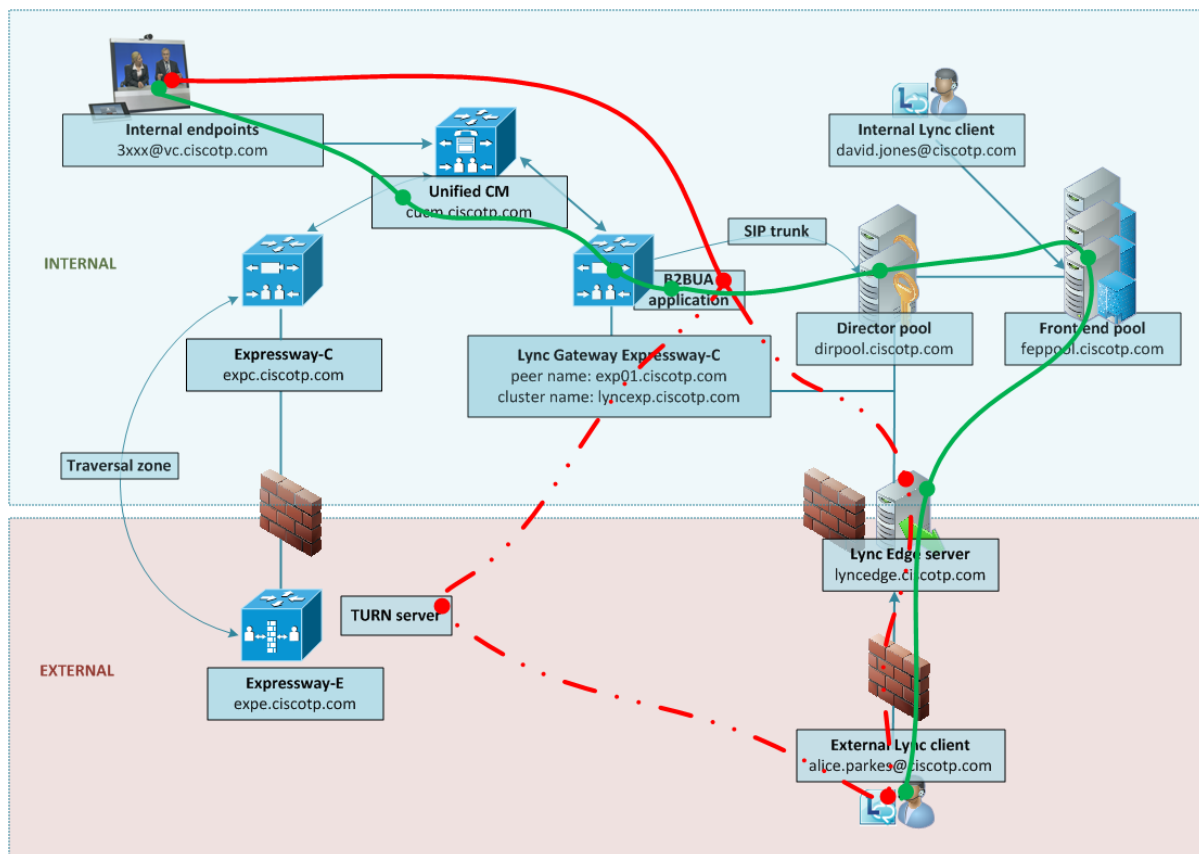 Internal endpoints
3xxx@vc.ciscotp.com
Internal Lync client
david.jones@ciscotp.com
Unified CM
cucm.ciscotp.com
SIP trunk
INTERNAL
B2BUA
application
Director pool
dirpool.ciscotp.com
Front end pool
feppool.ciscotp.com
Expressway-C
expc.ciscotp.com
Lync Gateway Expressway-C
peer name: exp01.ciscotp.com
cluster name: lyncexp.ciscotp.com
Traversal zone
Lync Edge server
lyncedge.ciscotp.com
TURN server
EXTERNAL
Expressway-E
expe.ciscotp.com
External Lync client
alice.parkes@ciscotp.com